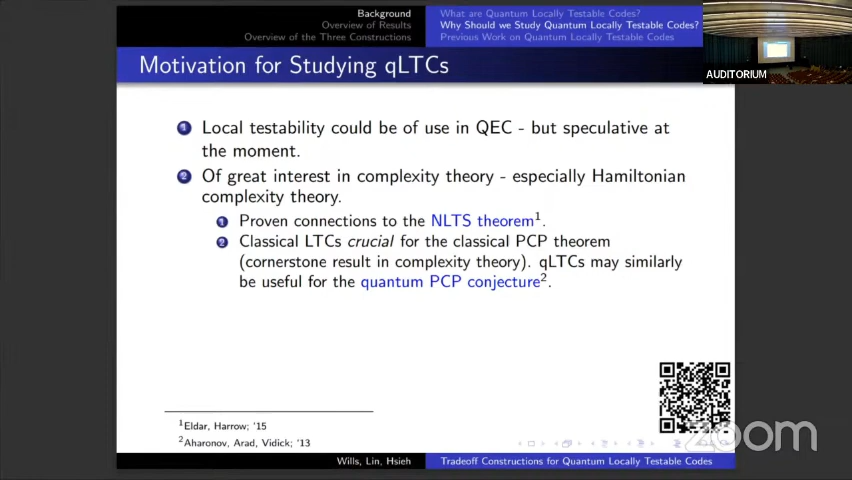 Background
Overview of Results
Overview of the Three Constructions
What are Quantum Locally Testable Codes?
Why Should we Study Quantum Locally Testable Codes?
Previous Work on Quantum Locally Testable Codes
AUDITORIUM
Motivation for Studying qLTCs
1 Local testability could be of use in QEC - but speculative at
the moment.
2 Of great interest in complexity theory - especially Hamiltonian
complexity theory.
1 Proven connections to the NLTS theorem¹.
2 Classical LTCs crucial for the classical PCP theorem
(cornerstone result in complexity theory). qLTCs may similarly
be useful for the quantum PCP conjecture².
¹Eldar, Harrow; '15
²Aharonov, Arad, Vidick; '13
zoom
Wills, Lin, Hsieh
Tradeoff Constructions for Quantum Locally Testable Codes